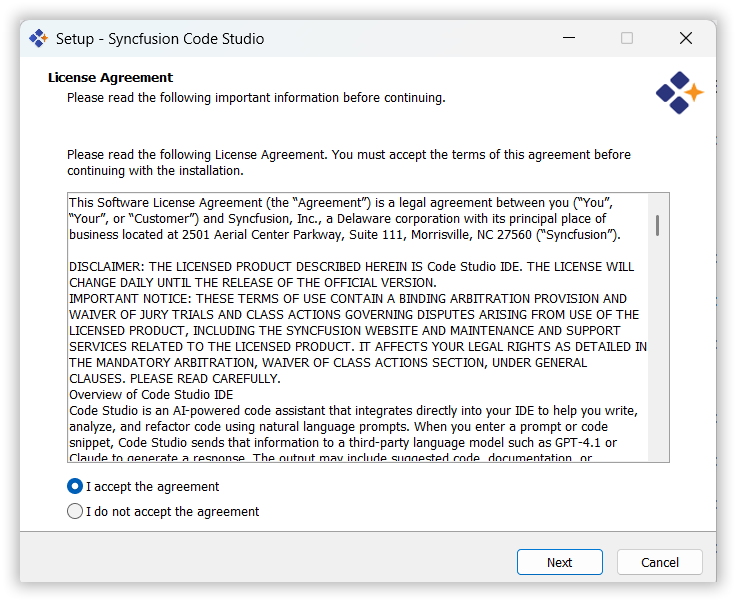 Setup - Syncfusion Code Studio
License Agreement
Please read the following important information before continuing.
Please read the following License Agreement. You must accept the terms of this agreement before
continuing with the installation.
This Software License Agreement (the “Agreement”) is a legal agreement between you (“You”,
“Your”, or “Customer”) and Syncfusion, Inc., a Delaware corporation with its principal place of
business located at 2501 Aerial Center Parkway, Suite 111, Morrisville, NC 27560 (“Syncfusion”).
DISCLAIMER: THE LICENSED PRODUCT DESCRIBED HEREIN IS Code Studio IDE. THE LICENSE WILL
CHANGE DAILY UNTIL THE RELEASE OF THE OFFICIAL VERSION.
IMPORTANT NOTICE: THESE TERMS OF USE CONTAIN A BINDING ARBITRATION PROVISION AND
WAIVER OF JURY TRIALS AND CLASS ACTIONS GOVERNING DISPUTES ARISING FROM USE OF THE
LICENSED PRODUCT, INCLUDING THE SYNCFUSION WEBSITE AND MAINTENANCE AND SUPPORT
SERVICES RELATED TO THE LICENSED PRODUCT. IT AFFECTS YOUR LEGAL RIGHTS AS DETAILED IN
THE MANDATORY ARBITRATION, WAIVER OF CLASS ACTIONS SECTION, UNDER GENERAL
CLAUSES. PLEASE READ CAREFULLY.
Overview of Code Studio IDE
Code Studio is an AI-powered code assistant that integrates directly into your IDE to help you write,
analyze, and refactor code using natural language prompts. When you enter a prompt or code
snippet, Code Studio sends that information to a third-party language model such as GPT-4.1 or
Claude to generate a response. The output may include suggested code, documentation, or
I accept the agreement
I do not accept the agreement
Next
Cancel